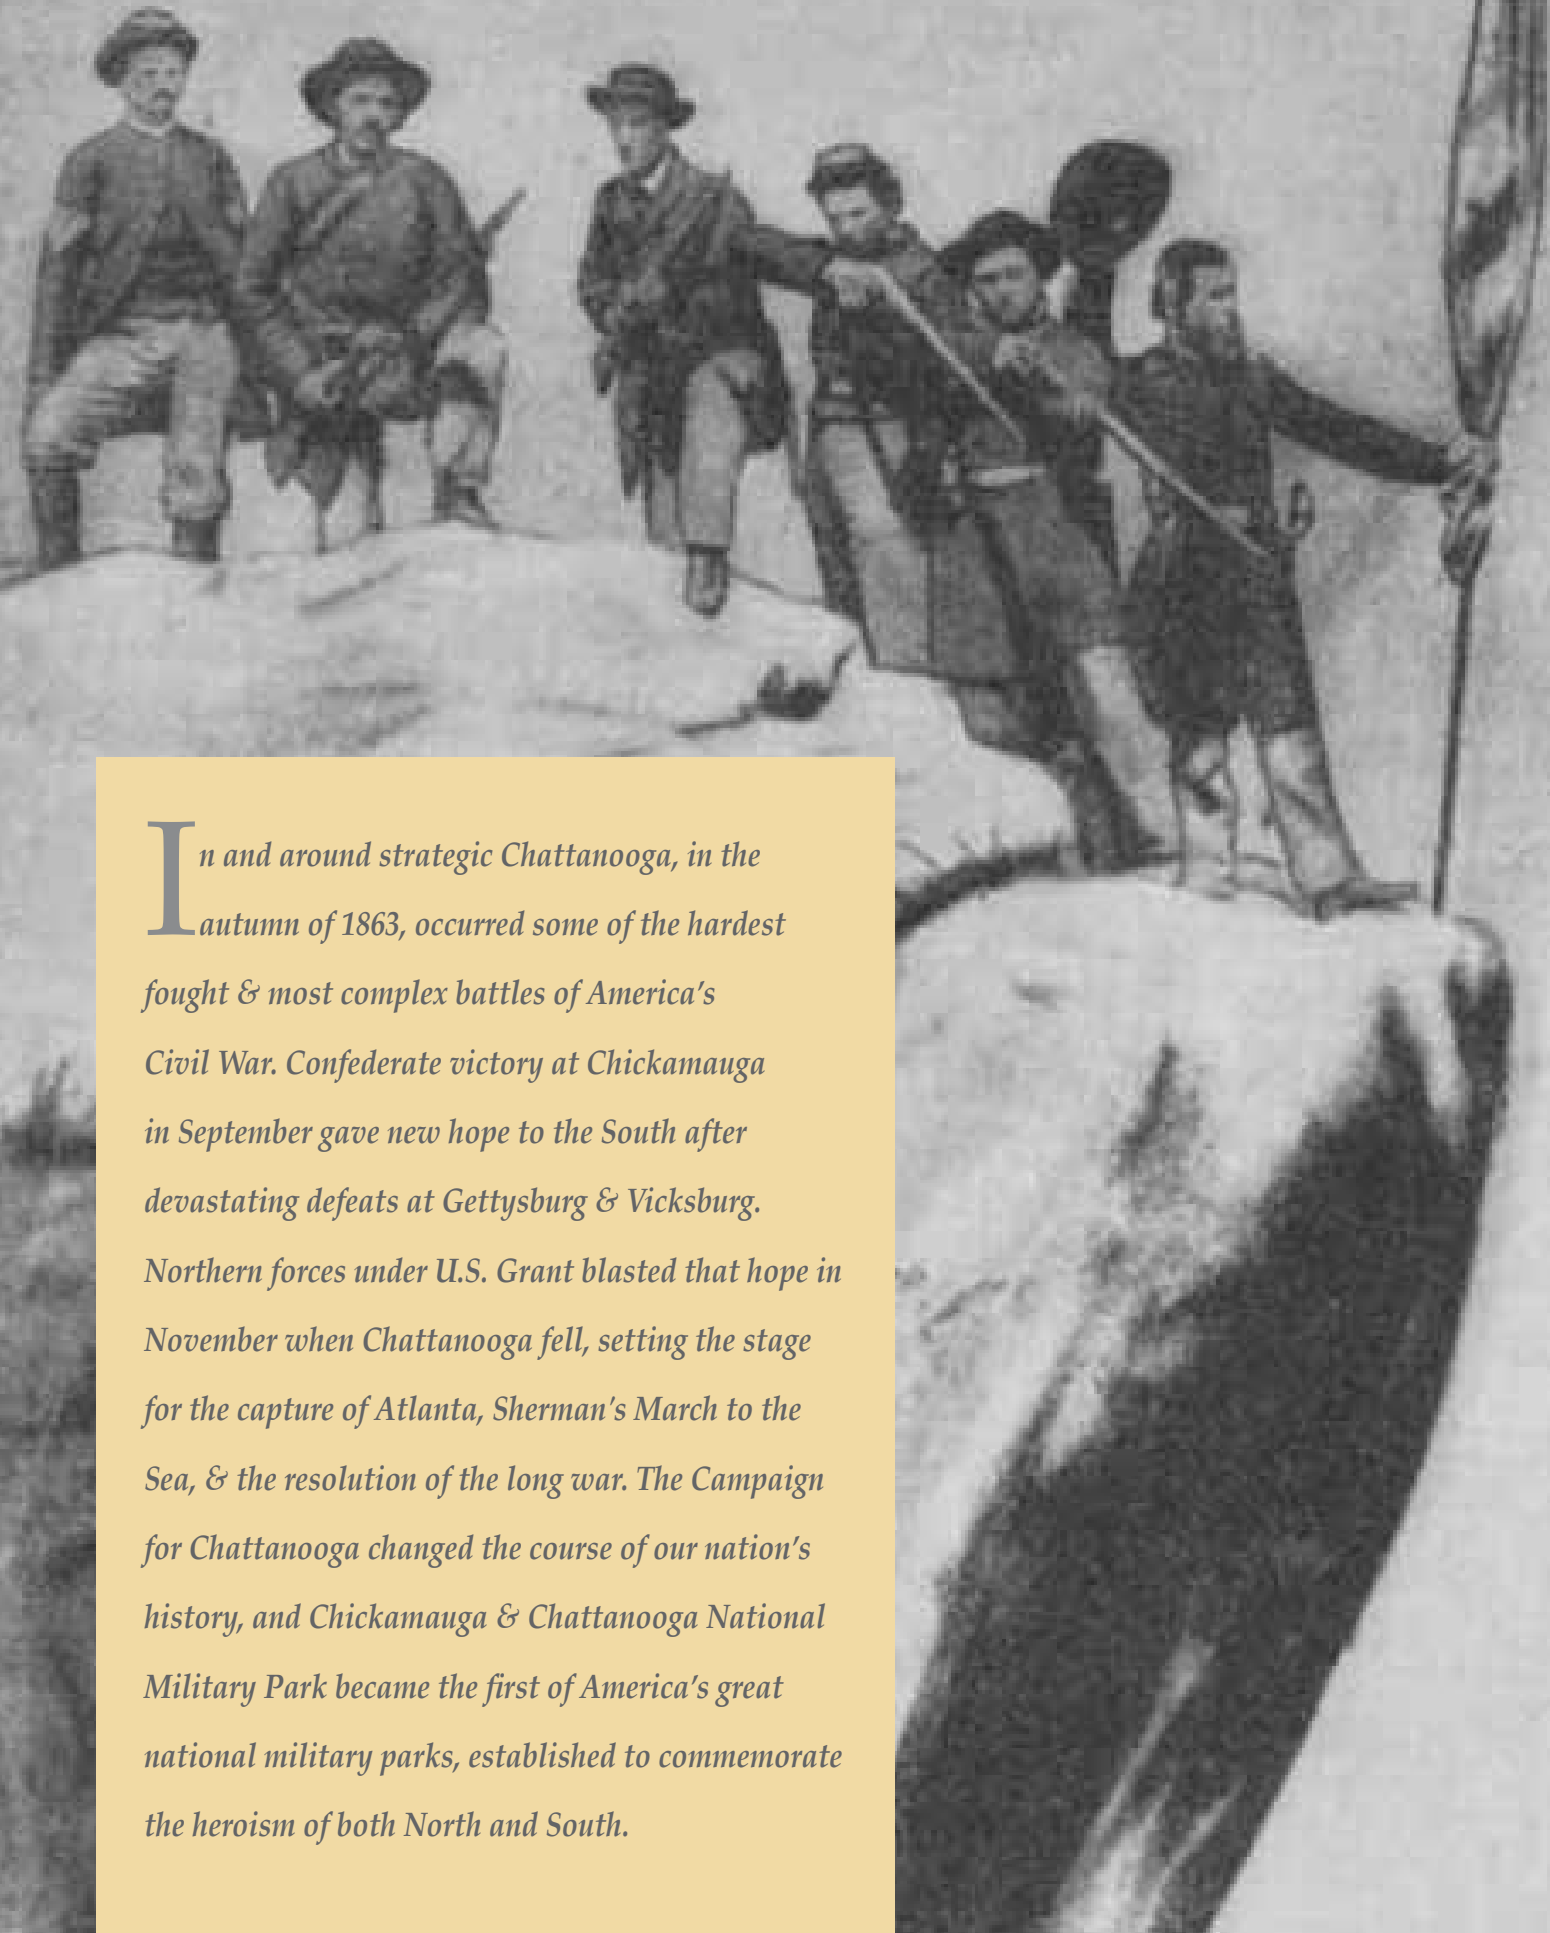 In and around strategic Chattanooga, in the
autumn of 1863, occurred some of the hardest
fought & most complex battles of America's
Civil War. Confederate victory at Chickamauga
in September gave new hope to the South after
devastating defeats at Gettysburg & Vicksburg.
Northern forces under U.S. Grant blasted that hope in
November when Chattanooga fell, setting the stage
for the capture of Atlanta, Sherman's March to the
Sea, & the resolution of the long war. The Campaign
for Chattanooga changed the course of our nation's
history, and Chickamauga & Chattanooga National
Military Park became the first of America's great
national military parks, established to commemorate
the heroism of both North and South.